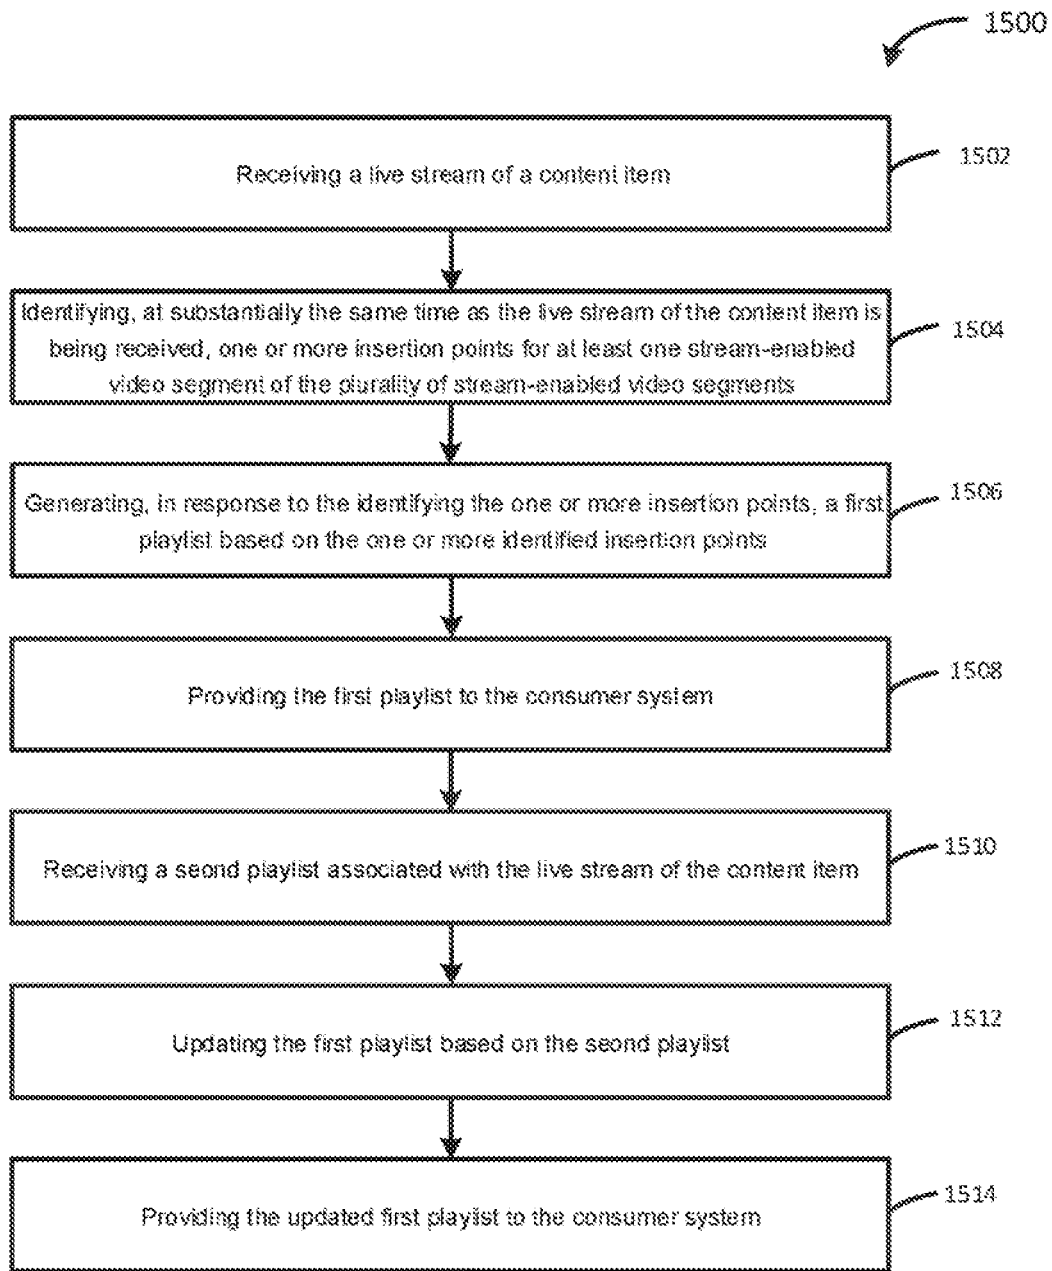 1500
Receiving a live stream of a content item
1502
Identifying, at substantially the same time as the live stream of the content item is
being received, one or more insertion points for at least one stream-enabled
video segment of the plurality of stream-enabled video segments
1504
Generating, in response to the identifying the one or more insertion points, a first
playlist based on the one or more identified insertion points
1506
Providing the first playlist to the consumer system
1508
Receiving a seond playlist associated with the live stream of the content item
1510
Updating the first playlist based on the seond playlist
1512
Providing the updated first playlist to the consumer system
1514